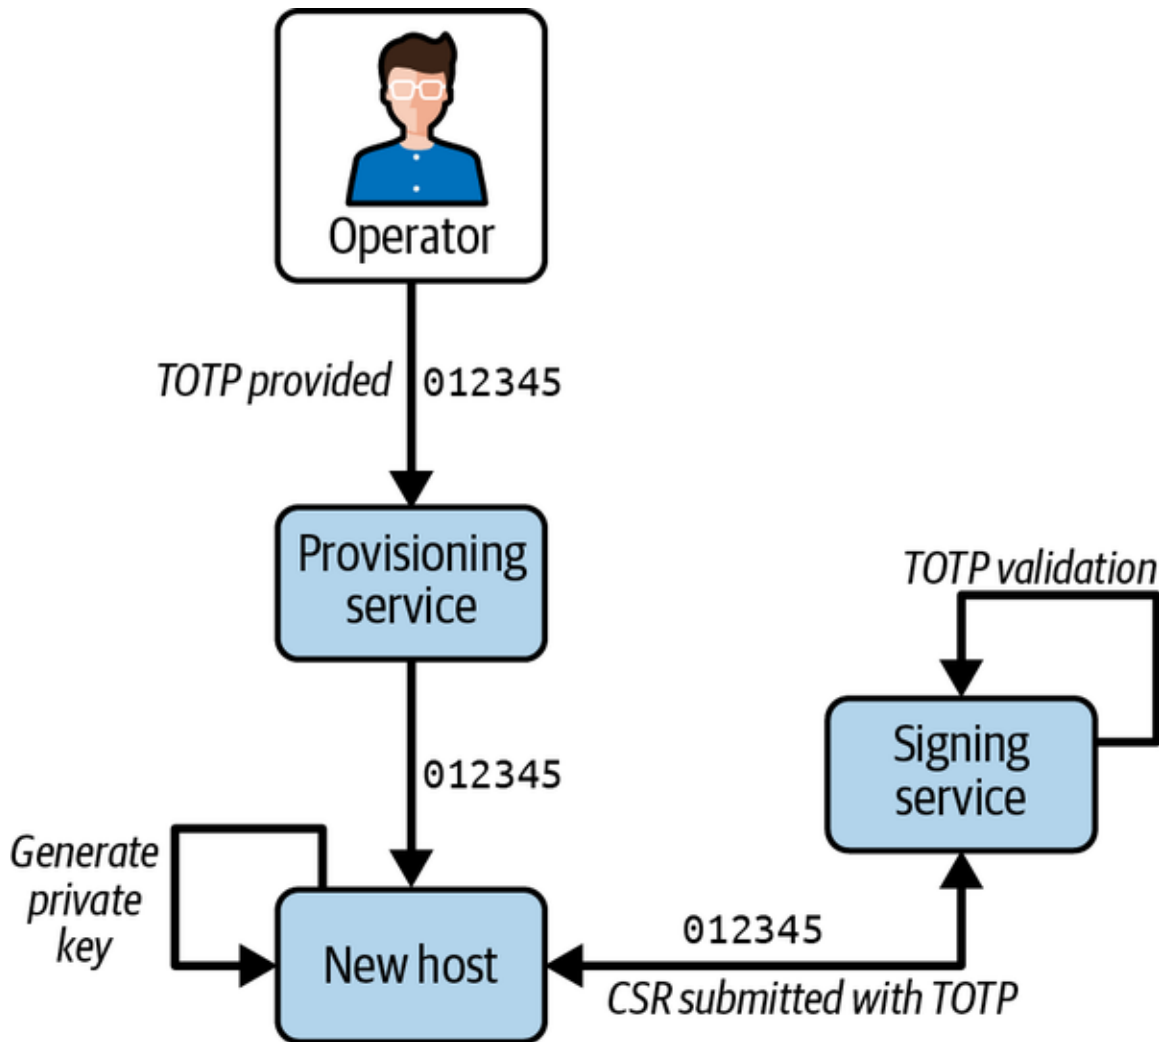 Operator
TOTP provided
012345
Provisioning
service
TOTP validation
012345
Signing
service
Generate
private
key
New host
012345
CSR submitted with TOTP